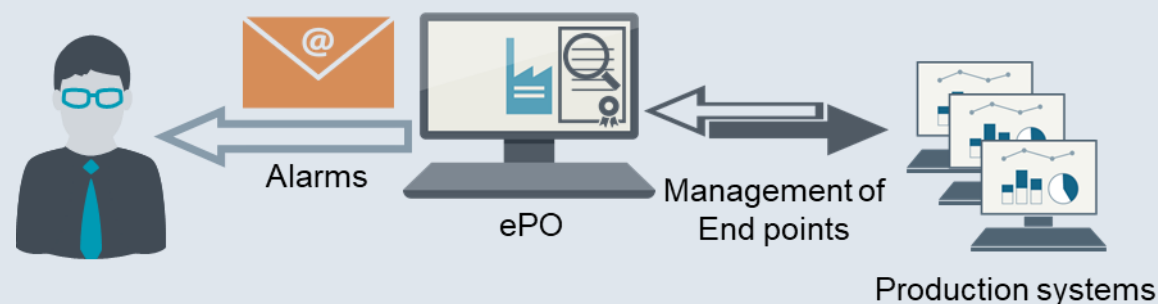 @
Alarms
ePO
Management of
End points
Production systems